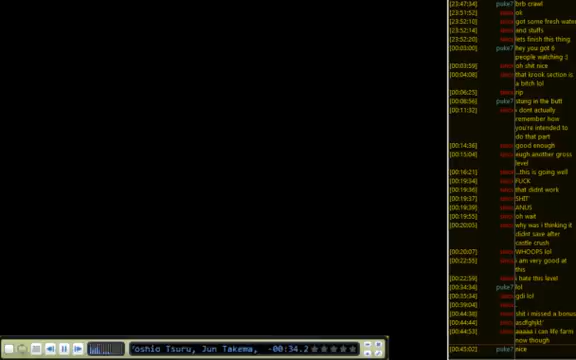 [23:47:34] puke7 brb crawl
[23:51:52] ok
[23:52:10] got some fresh water
[23:52:14] and stuffs
[23:52:20] lets finish this thing
[00:03:00] puke7 hey you got 6
people watching :)
[00:03:59] oh shit nice
[00:04:08] that krook section is
a bitch lol
[00:06:25] rip
[00:08:56] puke7 stung in the butt
[00:11:32] i dont actually
remember how
you're intended to
do that part
[00:14:36] good enough
[00:15:04] eugh another gross
level
[00:16:21] ...this is going well
[00:19:34] FUCK
[00:19:36] that didnt work
[00:19:37] SHIT
[00:19:39] ANUS
[00:19:55] oh wait
[00:20:03] why was i thinking it
didnt save after
castle crush
[00:20:07] WHOOPS lol
[00:22:55] i am very good at
this
[00:22:59] i hate this level
[00:34:34] puke7 lol
[00:35:34] gdi lol
[00:39:04]
[00:44:38] shit i missed a bonus
[00:44:44] asdfghjkl;'
[00:44:53] aaaaa i can life farm
now though
[00:45:02] puke7 nice
oshio Tsuru, Jun Takema, -00:34.2